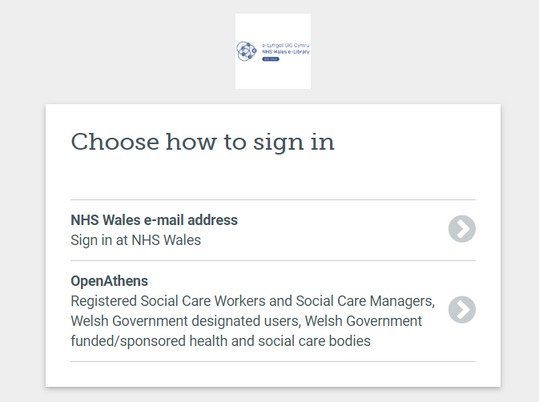 e-Lyfrgell GIG Cymru
NHS Wales e-Library
Choose how to sign in
NHS Wales e-mail address
Sign in at NHS Wales
OpenAthens
Registered Social Care Workers and Social Care Managers,
Welsh Government designated users, Welsh Government
funded/sponsored health and social care bodies